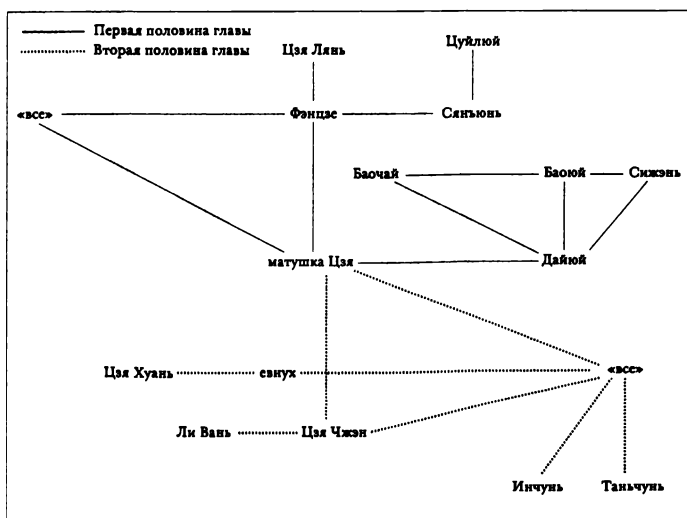 Первая половина главы
Вторая половина главы
Цзя Лянь
Цуйлюй
«все»
Фэнцзе
Сянъюнь
Баочай
Баоюй
Сижэнь
матушка Цзя
Дайюй
Цзя Хуань
евнух
«все»
Ли Вань
Цзя Чжэн
Инчунь
Таньчунь